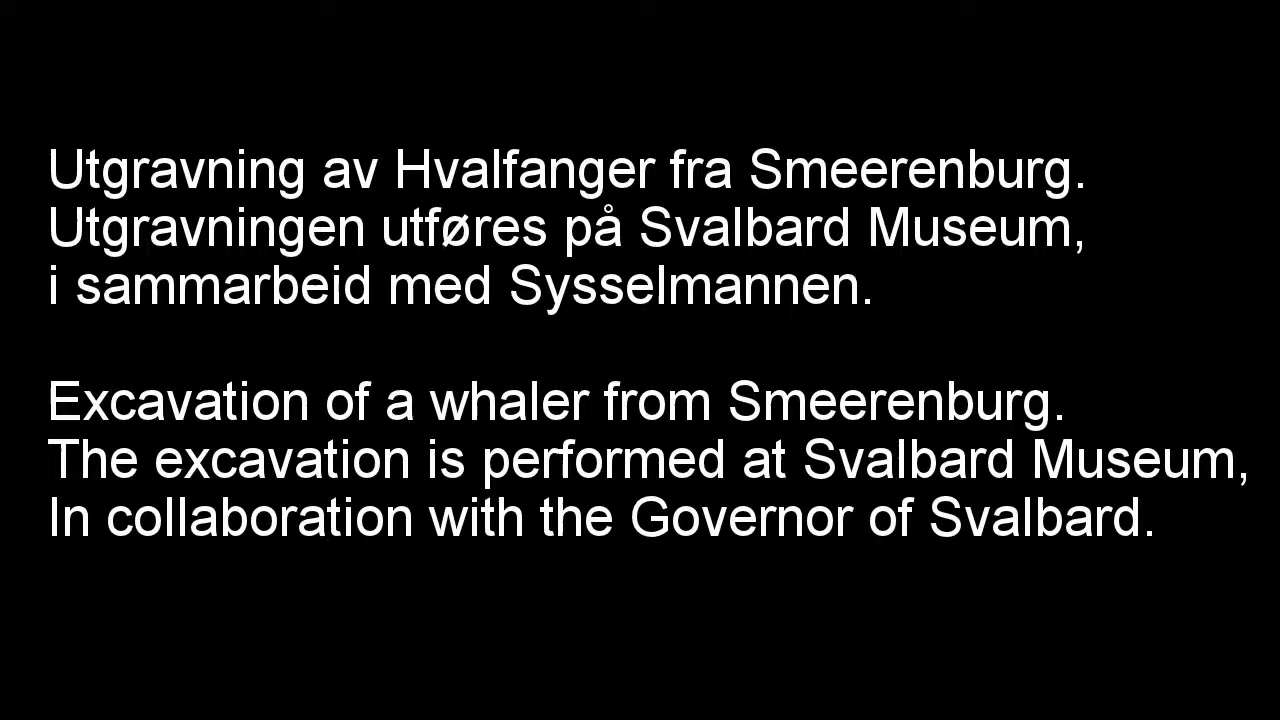 Utgravning av Hvalfanger fra Smeerenburg.
Utgravningen utføres på Svalbard Museum,
i sammarbeid med Sysselmannen.
Excavation of a whaler from Smeerenburg.
The excavation is performed at Svalbard Museum,
In collaboration with the Governor of Svalbard.